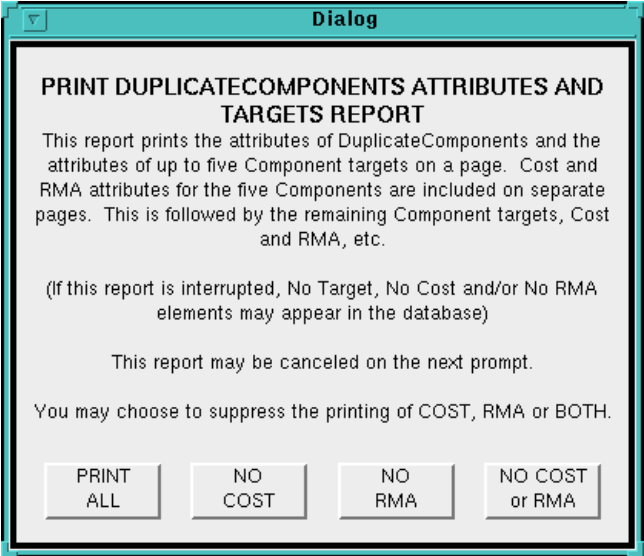 Dialog
PRINT DUPLICATECOMPONENTS ATTRIBUTES AND
TARGETS REPORT
This report prints the attributes of DuplicateComponents and the
attributes of up to five Component targets on a page.  Cost and
RMA attributes for the five Components are included on separate
pages.  This is followed by the remaining Component targets, Cost
and RMA, etc.
(If this report is interrupted, No Target, No Cost and/or No RMA
elements may appear in the database)
This report may be canceled on the next prompt.
You may choose to suppress the printing of COST, RMA or BOTH.
PRINT
ALL
NO
COST
NO
RMA
NO COST
or RMA